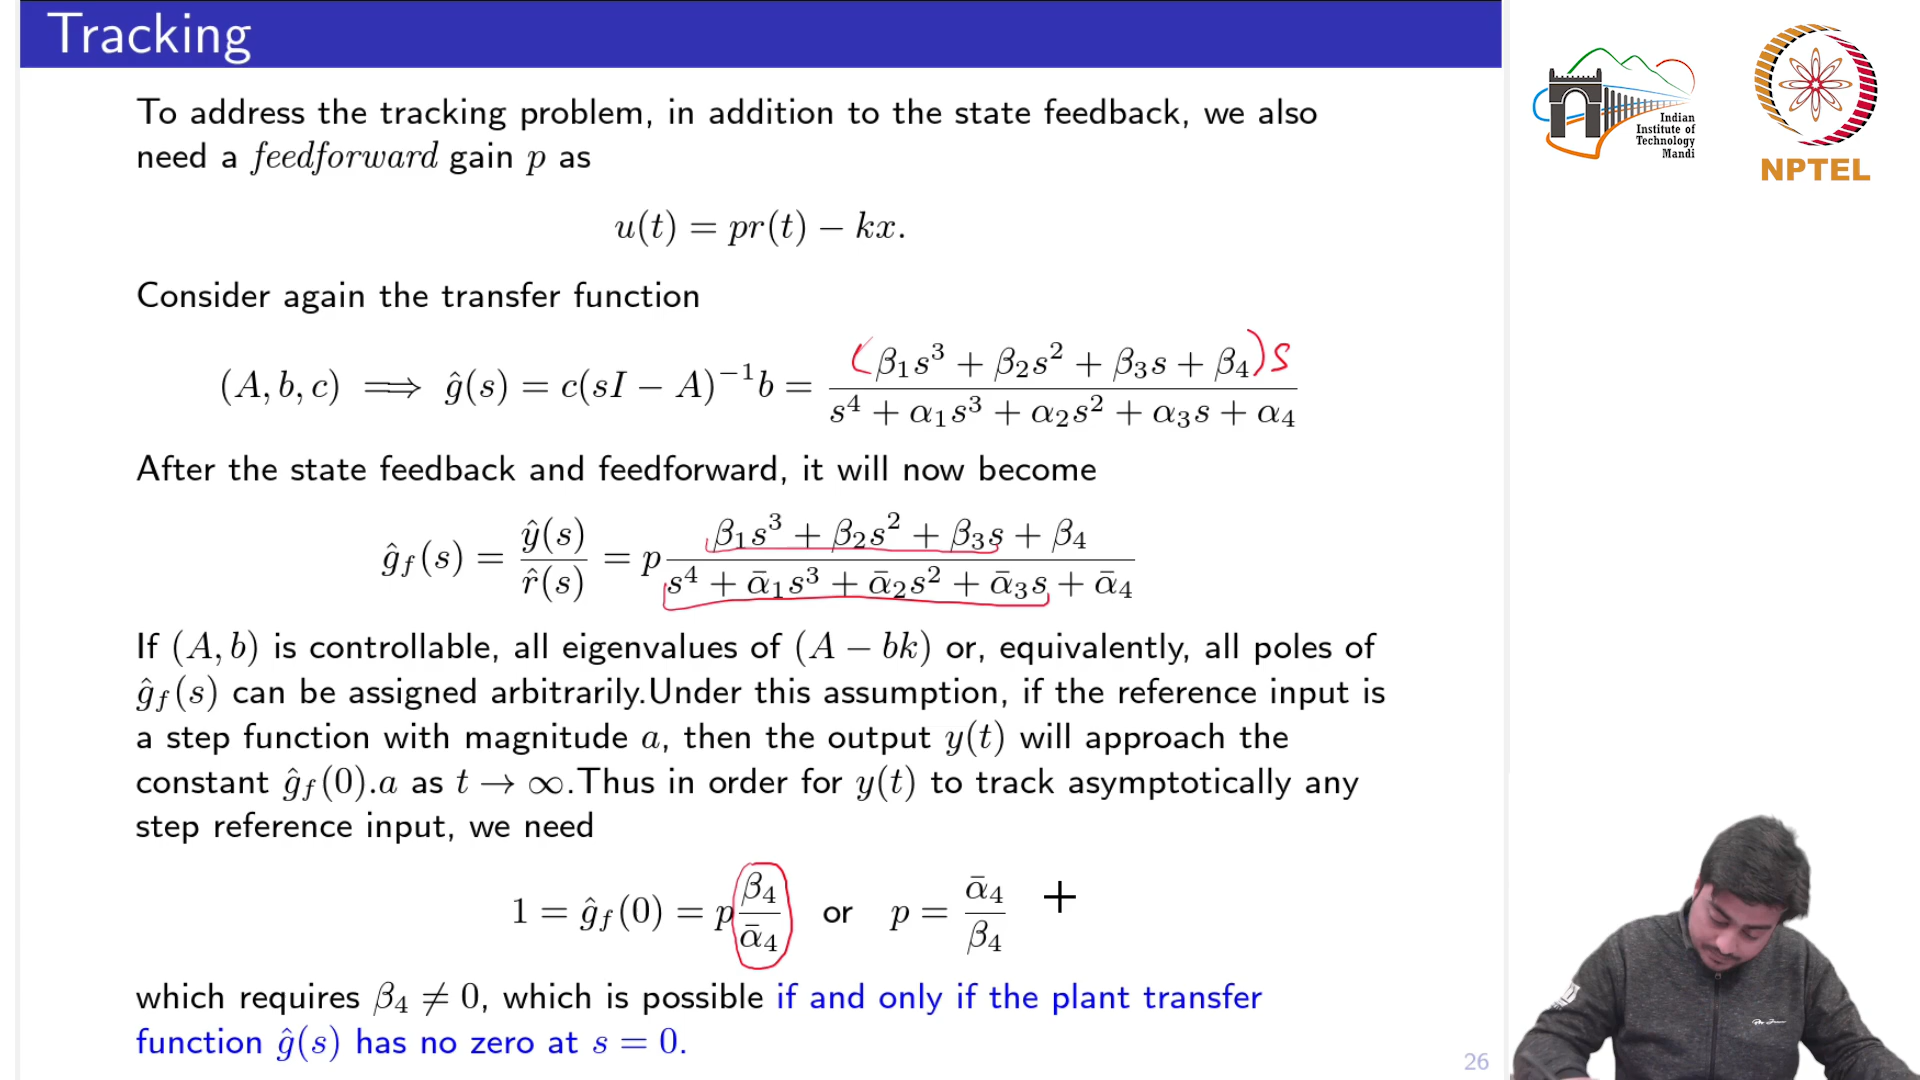 Tracking
To address the tracking problem, in addition to the state feedback, we also
need a feedforward gain p as
u(t) = pr(t) − kx.
Consider again the transfer function
(A, b, c) ⟹ ĝ(s) = c(sI − A)⁻¹b = (β₁s³ + β₂s² + β₃s + β₄)s / s⁴ + α₁s³ + α₂s² + α₃s + α₄
After the state feedback and feedforward, it will now become
ĝ_f(s) = ŷ(s) / r̂(s) = p β₁s³ + β₂s² + β₃s + β₄ / s⁴ + ᾱ₁s³ + ᾱ₂s² + ᾱ₃s + ᾱ₄
If (A, b) is controllable, all eigenvalues of (A − bk) or, equivalently, all poles of
ĝ_f(s) can be assigned arbitrarily.Under this assumption, if the reference input is
a step function with magnitude a, then the output y(t) will approach the
constant ĝ_f(0).a as t → ∞.Thus in order for y(t) to track asymptotically any
step reference input, we need
1 = ĝ_f(0) = p β₄ / ᾱ₄ or p = ᾱ₄ / β₄
which requires β₄ ≠ 0, which is possible if and only if the plant transfer
function ĝ(s) has no zero at s = 0.
26
Indian
Institute of
Technology
Mandi
NPTEL